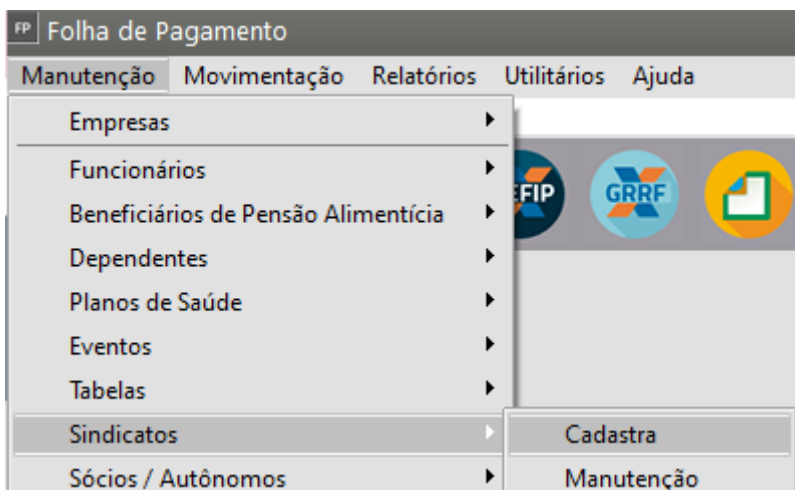 FP Folha de Pagamento
Manutenção Movimentação Relatórios Utilitários Ajuda
Empresas
Funcionários
EFIP GRRF
Beneficiários de Pensão Alimentícia
Dependentes
Planos de Saúde
Eventos
Tabelas
Sindicatos
Cadastra
Sócios / Autônomos
Manutenção